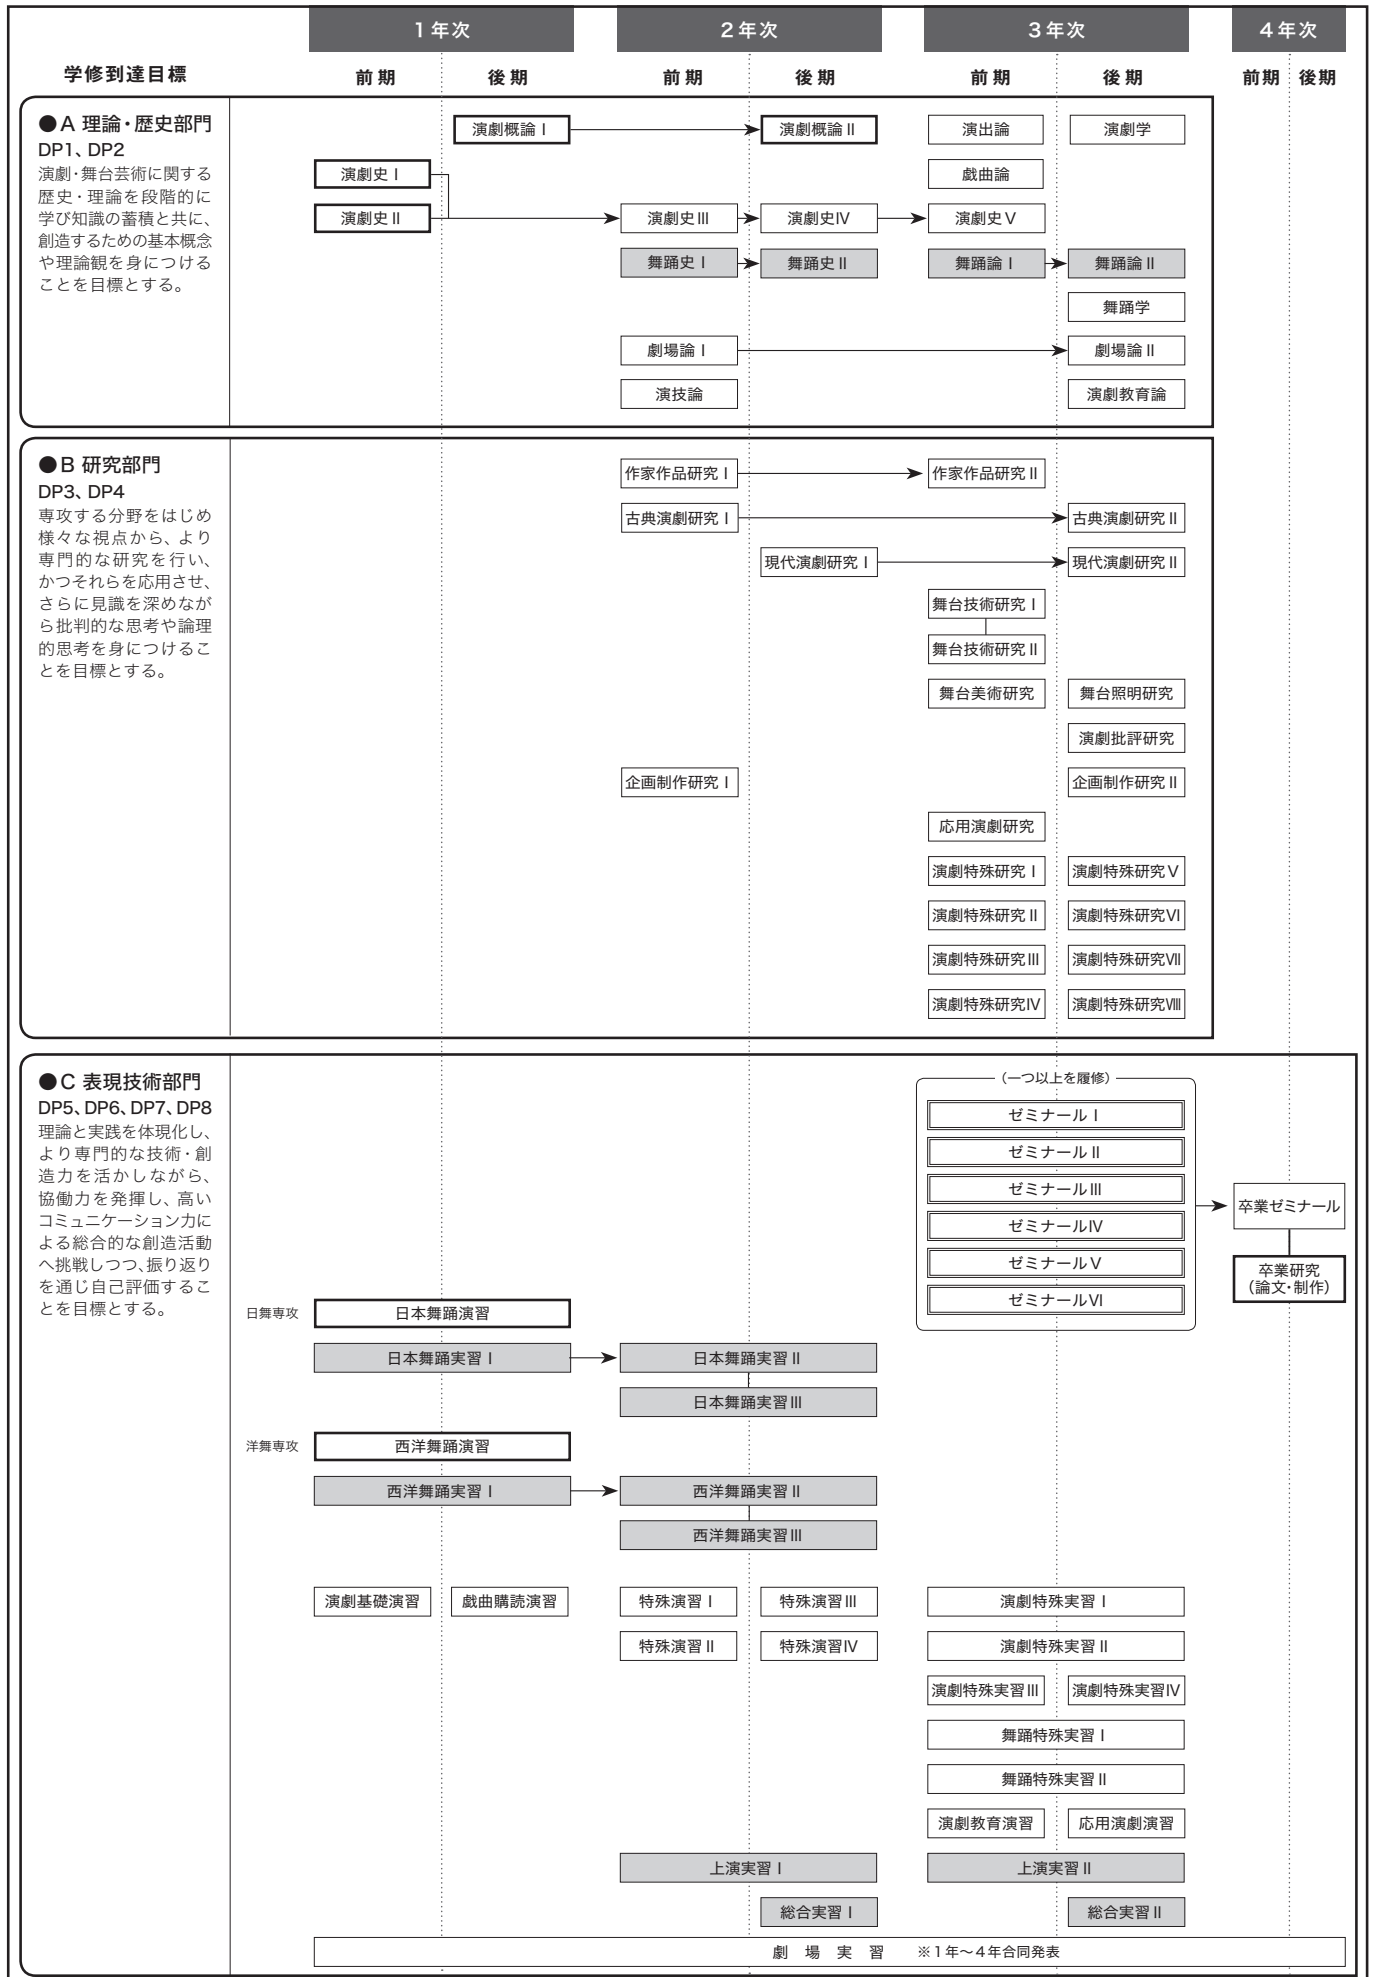 1年次 2年次 3年次 4年次
学修到達目標 前期 後期 前期 後期 前期 後期 前期 後期
●A 理論・歴史部門
DP1、DP2
演劇・舞台芸術に関する
歴史・理論を段階的に
学び知識の蓄積と共に、
創造するための基本概念
や理論観を身につける
ことを目標とする。
演劇概論Ⅰ 演劇概論Ⅱ 演出論 演劇学
演劇史Ⅰ 戯曲論
演劇史Ⅱ 演劇史Ⅲ 演劇史Ⅳ 演劇史Ⅴ
舞踊史Ⅰ 舞踊史Ⅱ 舞踊論Ⅰ 舞踊論Ⅱ
舞踊学
劇場論Ⅰ 劇場論Ⅱ
演技論 演劇教育論
●B 研究部門
DP3、DP4
専攻する分野をはじめ
様々な視点から、より
専門的な研究を行い、
かつそれらを応用させ、
さらに見識を深めなが
ら批判的な思考や論理
的思考を身につけるこ
とを目標とする。
作家作品研究Ⅰ 作家作品研究Ⅱ
古典演劇研究Ⅰ 古典演劇研究Ⅱ
現代演劇研究Ⅰ 現代演劇研究Ⅱ
舞台技術研究Ⅰ
舞台技術研究Ⅱ
舞台美術研究 舞台照明研究
演劇批評研究
企画制作研究Ⅰ 企画制作研究Ⅱ
応用演劇研究
演劇特殊研究Ⅰ 演劇特殊研究Ⅴ
演劇特殊研究Ⅱ 演劇特殊研究Ⅵ
演劇特殊研究Ⅲ 演劇特殊研究Ⅶ
演劇特殊研究Ⅳ 演劇特殊研究Ⅷ
●C 表現技術部門
DP5、DP6、DP7、DP8
理論と実践を体現化し、
より専門的な技術・創
造力を活かしながら、
協働力を発揮し、高い
コミュニケーション力に
よる総合的な創造活動
へ挑戦しつつ、振り返り
を通じ自己評価するこ
とを目標とする。
（一つ以上を履修）
ゼミナールⅠ
ゼミナールⅡ
ゼミナールⅢ
ゼミナールⅣ
ゼミナールⅤ
ゼミナールⅥ
卒業ゼミナール
卒業研究
（論文・制作）
日舞専攻 日本舞踊演習
日本舞踊実習Ⅰ 日本舞踊実習Ⅱ
日本舞踊実習Ⅲ
洋舞専攻 西洋舞踊演習
西洋舞踊実習Ⅰ 西洋舞踊実習Ⅱ
西洋舞踊実習Ⅲ
演劇基礎演習 戯曲購読演習 特殊演習Ⅰ 特殊演習Ⅲ 演劇特殊実習Ⅰ
特殊演習Ⅱ 特殊演習Ⅳ 演劇特殊実習Ⅱ
演劇特殊実習Ⅲ 演劇特殊実習Ⅳ
舞踊特殊実習Ⅰ
舞踊特殊実習Ⅱ
演劇教育演習 応用演劇演習
上演実習Ⅰ 上演実習Ⅱ
総合実習Ⅰ 総合実習Ⅱ
劇場実習 ※1年〜4年合同発表